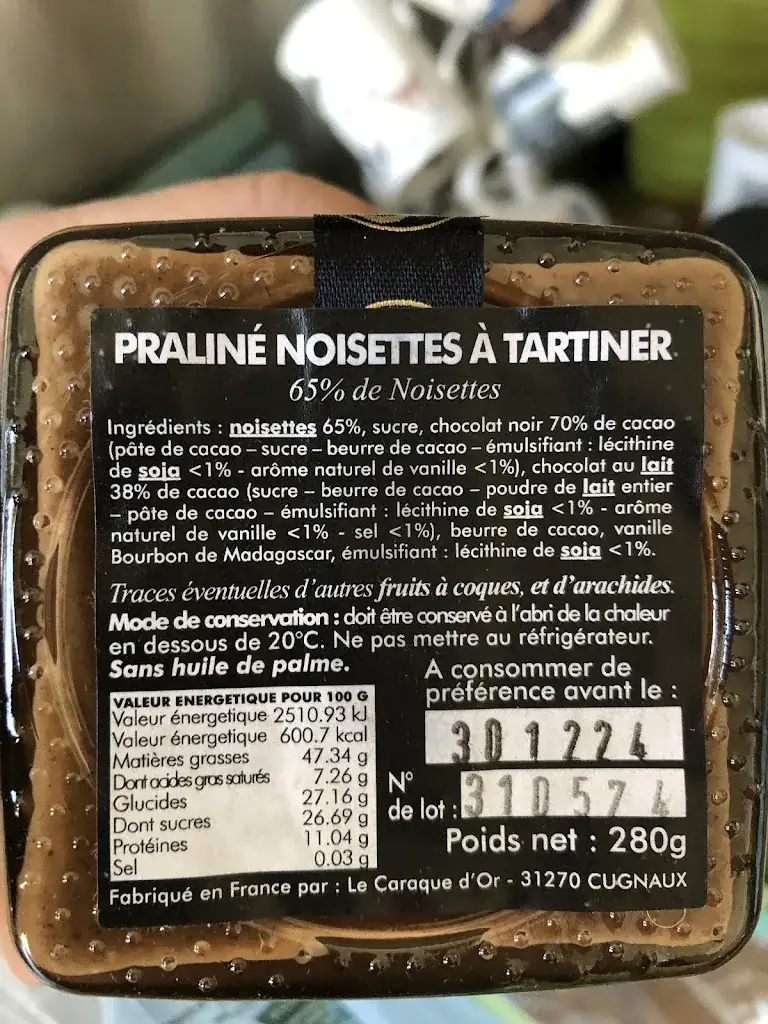 PRALINÉ NOISETTES À TARTINER
65% de Noisettes
Ingrédients : noisettes 65%, sucre, chocolat noir 70% de cacao
(pâte de cacao – sucre – beurre de cacao – émulsifiant : lécithine
de soja <1% - arôme naturel de vanille <1%), chocolat au lait
38% de cacao (sucre – beurre de cacao – poudre de lait entier
– pâte de cacao – émulsifiant : lécithine de soja <1% - arôme
naturel de vanille <1% - sel <1%), beurre de cacao, vanille
Bourbon de Madagascar, émulsifiant : lécithine de soja <1%.
Traces éventuelles d'autres fruits à coques, et d'arachides.
Mode de conservation : doit être conservé à l'abri de la chaleur
en dessous de 20°C. Ne pas mettre au réfrigérateur.
Sans huile de palme.
VALEUR ENERGETIQUE POUR 100 G
Valeur énergetique 2510.93 kJ
Valeur énergetique 600.7 kcal
Matières grasses 47.34 g
Dont acides gras saturés 7.26 g
Glucides 27.16 g
Dont sucres 26.69 g
Protéines 11.04 g
Sel 0.03 g
A consommer de
préférence avant le :
301224
N°
de lot : 310574
Poids net : 280g
Fabriqué en France par : Le Caraque d'Or - 31270 CUGNAUX